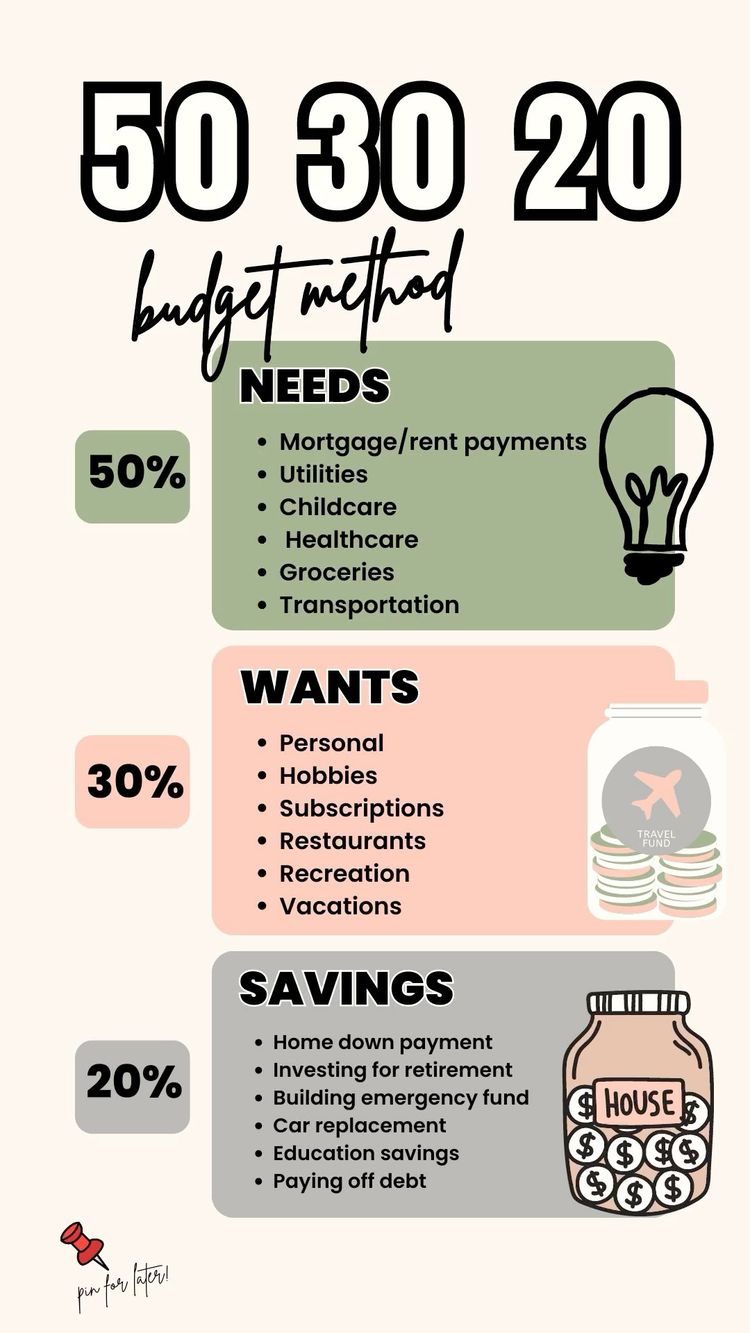 50 30 20
budget method
NEEDS
50%
• Mortgage/rent payments
• Utilities
• Childcare
• Healthcare
• Groceries
• Transportation
WANTS
30%
• Personal
• Hobbies
• Subscriptions
• Restaurants
• Recreation
• Vacations
TRAVEL
FUND
SAVINGS
20%
• Home down payment
• Investing for retirement
• Building emergency fund
• Car replacement
• Education savings
• Paying off debt
HOUSE
$ $
$ $ $ $
$ $ $
pin for later!